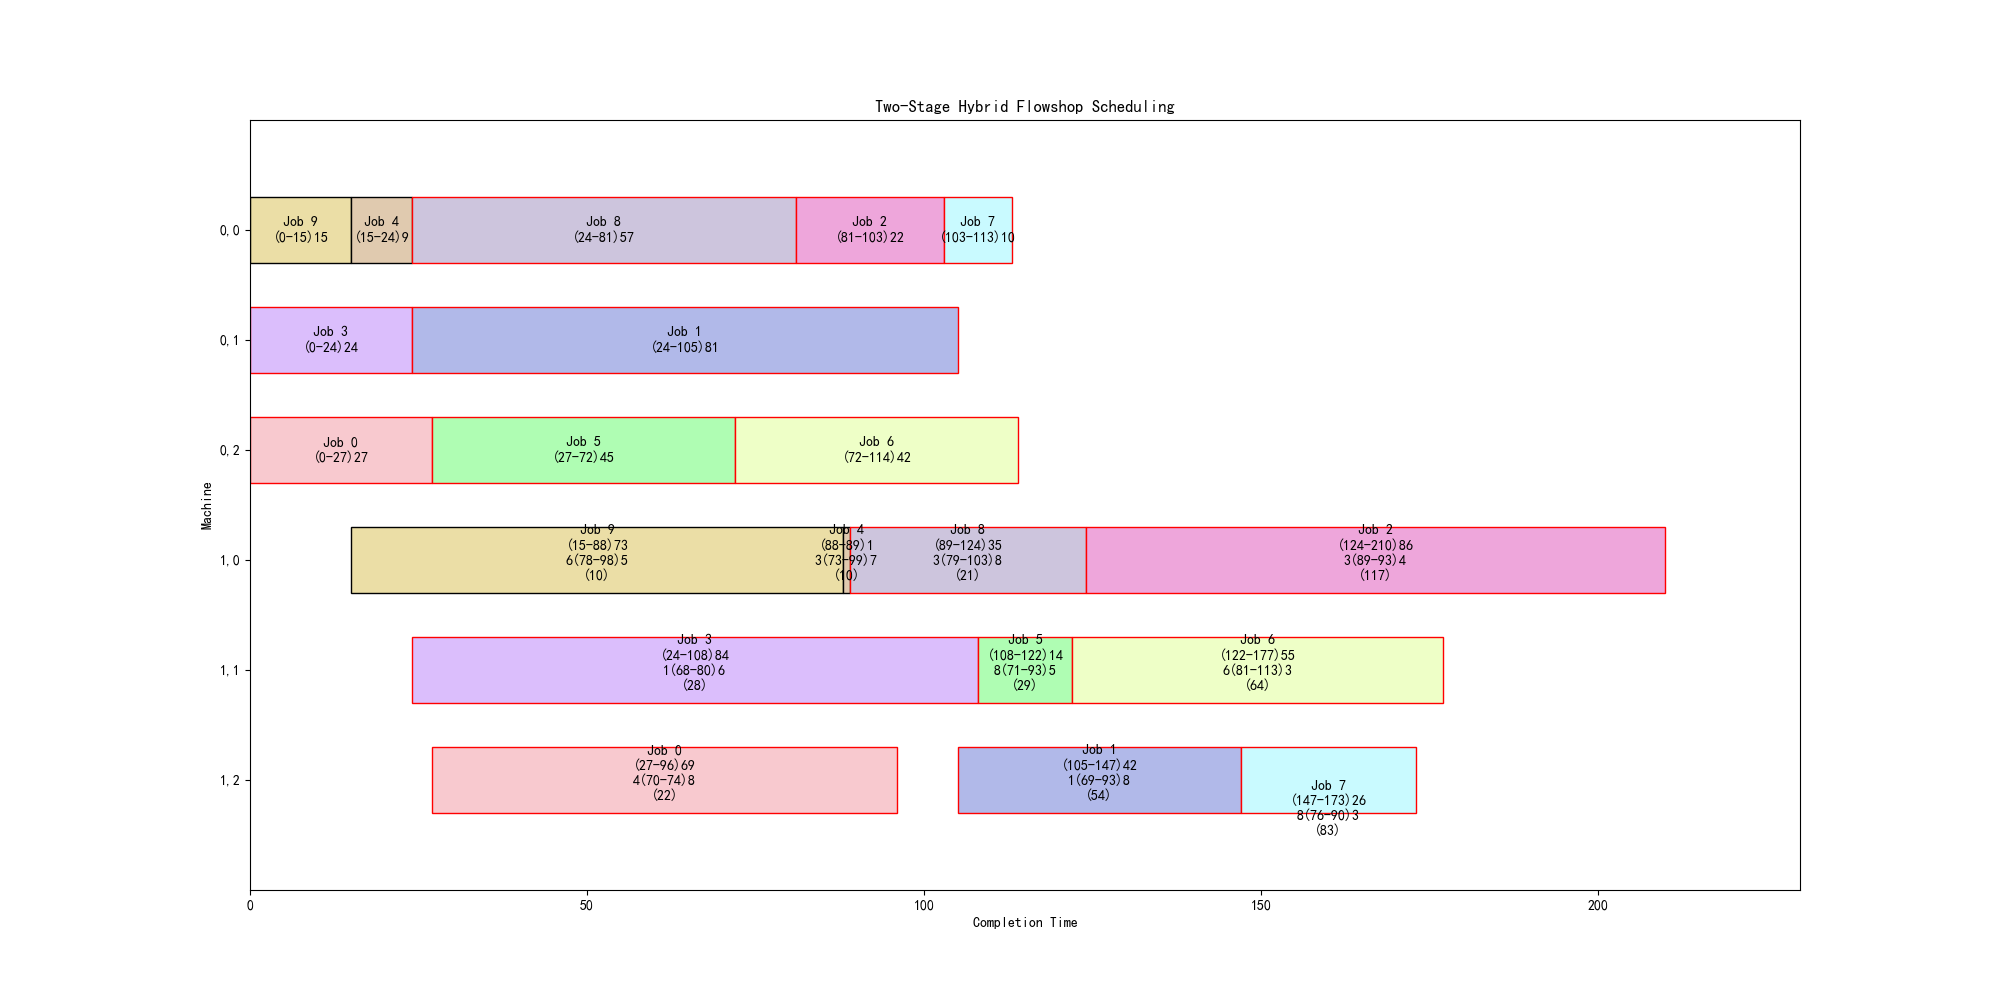 Two-Stage Hybrid Flowshop Scheduling
Machine
0,0
Job 9
(0-15)15
Job 4
(15-24)9
Job 8
(24-81)57
Job 2
(81-103)22
Job 7
(103-113)10
0,1
Job 3
(0-24)24
Job 1
(24-105)81
0,2
Job 0
(0-27)27
Job 5
(27-72)45
Job 6
(72-114)42
1,0
Job 9
(15-88)73
6(78-98)5
(10)
Job 4
(88-89)1
3(73-99)7
(10)
Job 8
(89-124)35
3(79-103)8
(21)
Job 2
(124-210)86
3(89-93)4
(117)
1,1
Job 3
(24-108)84
1(68-80)6
(28)
Job 5
(108-122)14
8(71-93)5
(29)
Job 6
(122-177)55
6(81-113)3
(64)
1,2
Job 0
(27-96)69
4(70-74)8
(22)
Job 1
(105-147)42
1(69-93)8
(54)
Job 7
(147-173)26
8(76-90)3
(83)
0
50
100
150
200
Completion Time